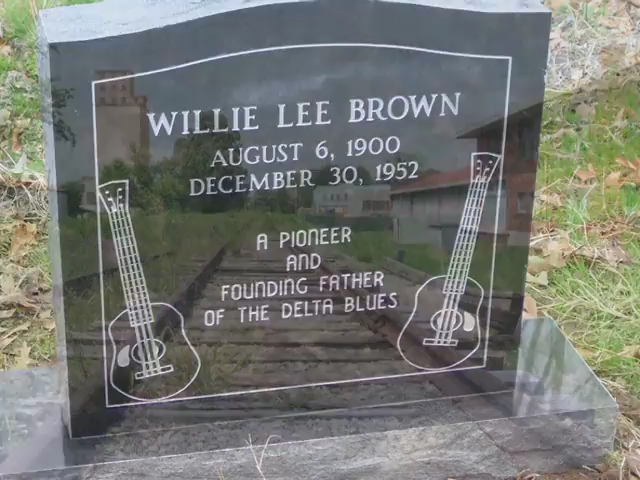 WILLIE LEE BROWN
AUGUST 6, 1900
DECEMBER 30, 1952
A PIONEER
AND
FOUNDING FATHER
OF THE DELTA BLUES